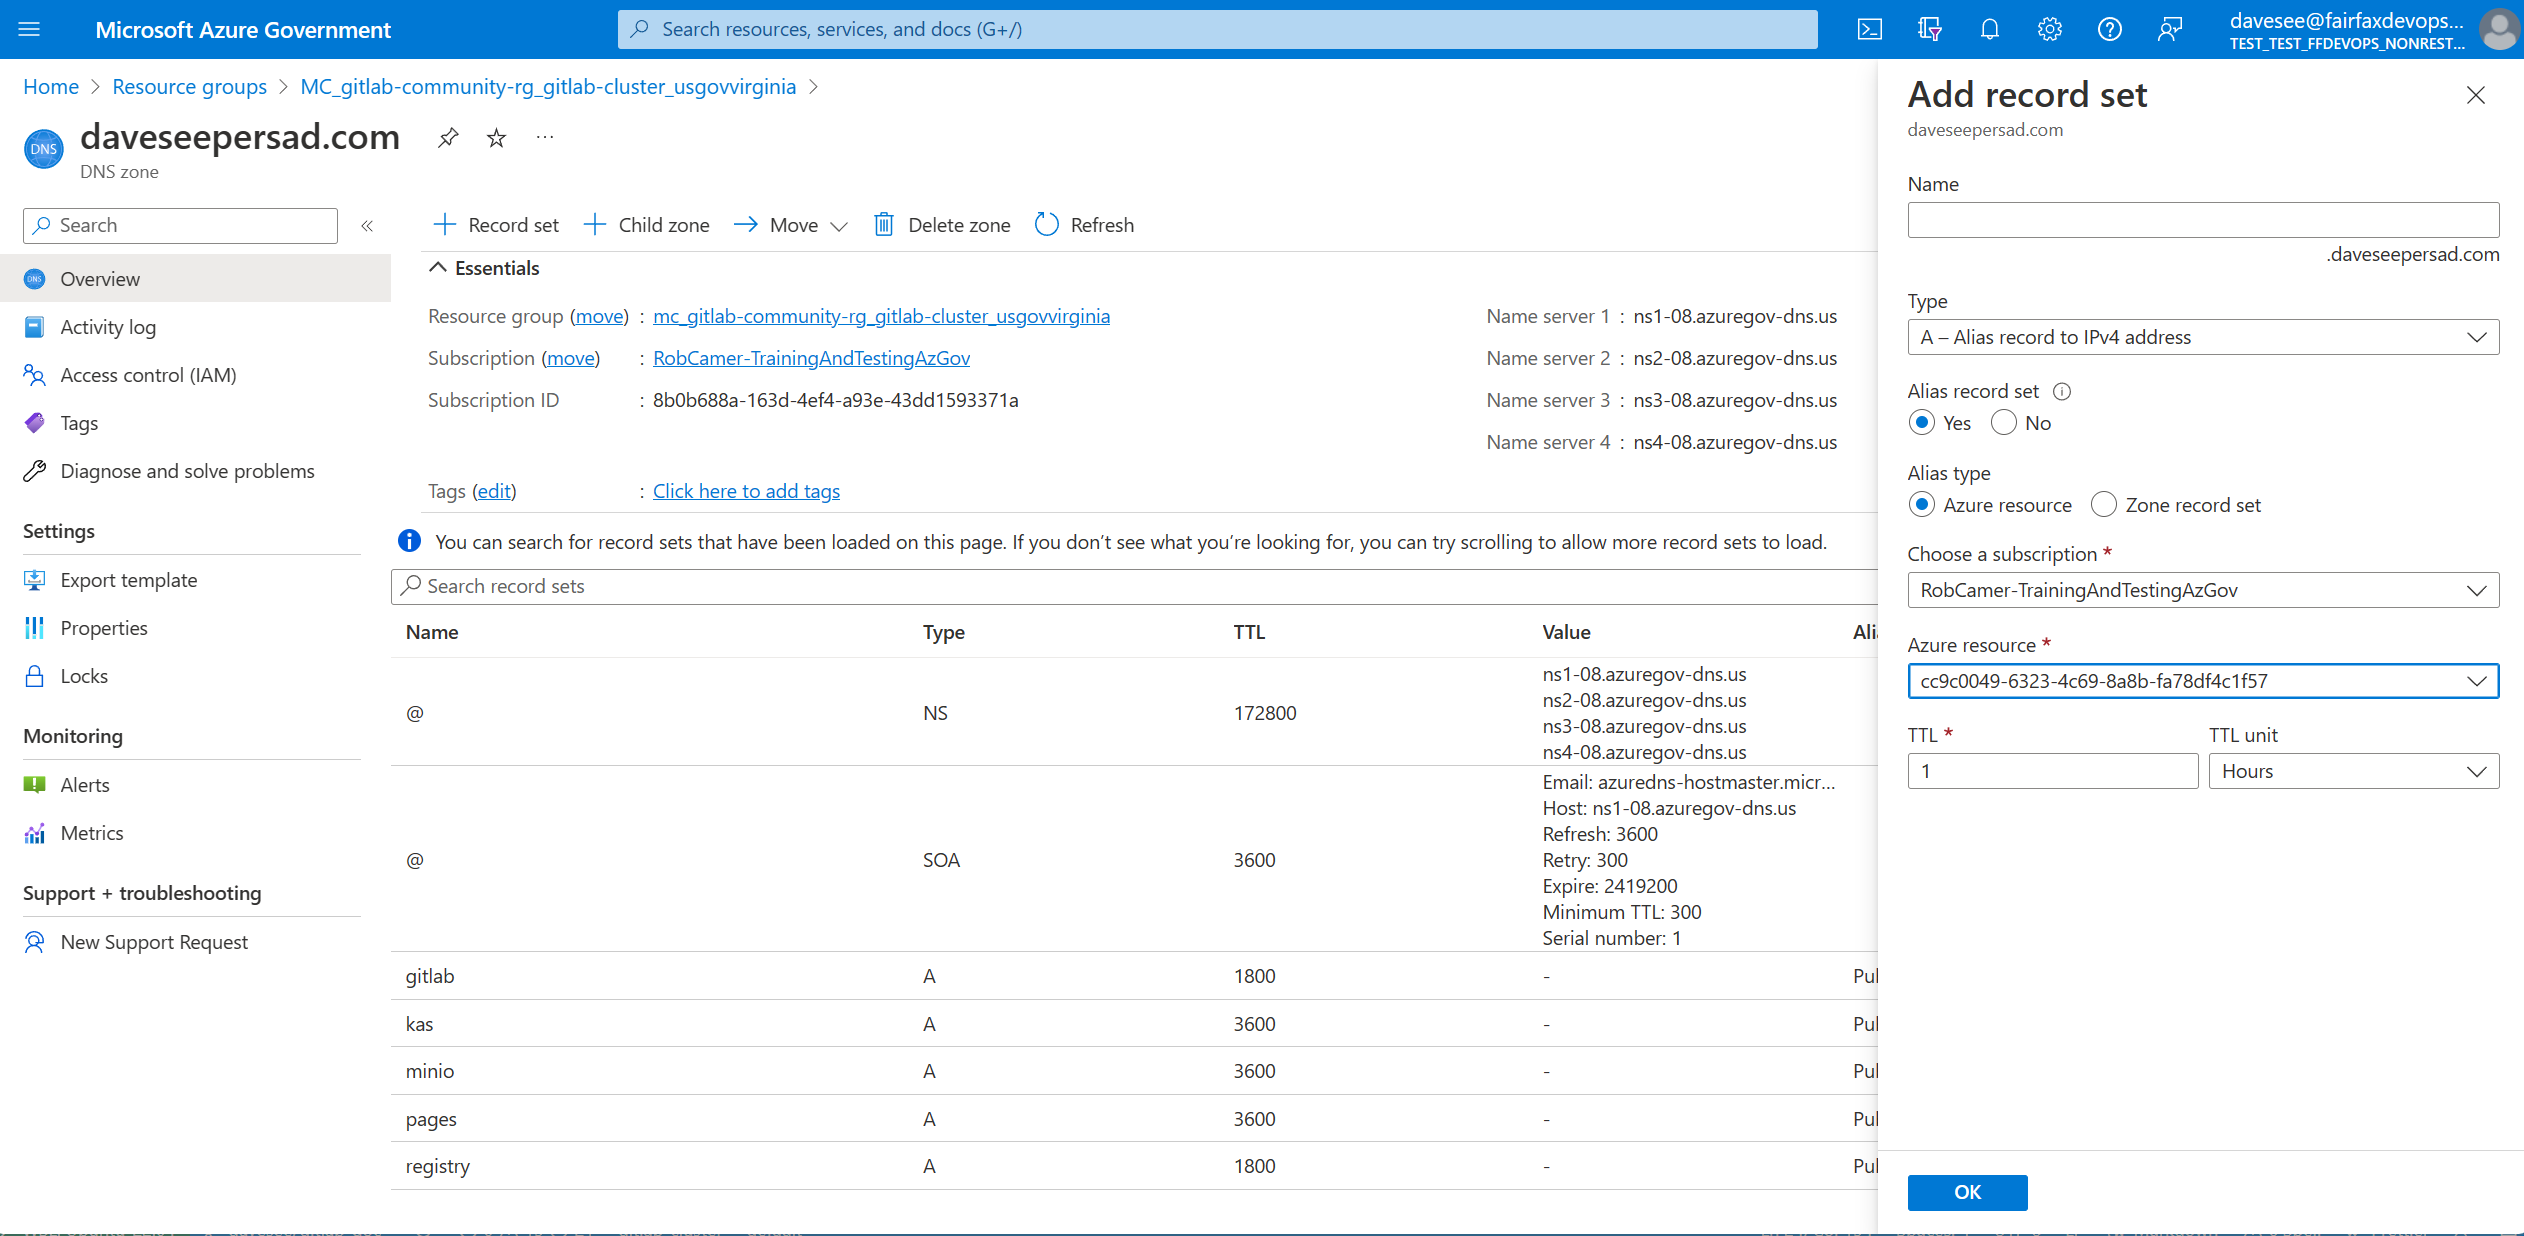 Microsoft Azure Government
Search resources, services, and docs (G+/)
davesee@fairfaxdevops...
TEST_TEST_FFDEVOPS_NONREST...
Home > Resource groups > MC_gitlab-community-rg_gitlab-cluster_usgovvirginia >
DNS
daveseepersad.com
DNS zone
Search
Overview
Activity log
Access control (IAM)
Tags
Diagnose and solve problems
Settings
Export template
Properties
Locks
Monitoring
Alerts
Metrics
Support + troubleshooting
New Support Request
Record set Child zone Move Delete zone Refresh
Essentials
Resource group (move) : mc_gitlab-community-rg_gitlab-cluster_usgovvirginia
Subscription (move) : RobCamer-TrainingAndTestingAzGov
Subscription ID : 8b0b688a-163d-4ef4-a93e-43dd1593371a
Name server 1 : ns1-08.azuregov-dns.us
Name server 2 : ns2-08.azuregov-dns.us
Name server 3 : ns3-08.azuregov-dns.us
Name server 4 : ns4-08.azuregov-dns.us
Tags (edit) : Click here to add tags
You can search for record sets that have been loaded on this page. If you don't see what you're looking for, you can try scrolling to allow more record sets to load.
Search record sets
Name Type TTL Value Ali
@ NS 172800 ns1-08.azuregov-dns.us
ns2-08.azuregov-dns.us
ns3-08.azuregov-dns.us
ns4-08.azuregov-dns.us
@ SOA 3600 Email: azuredns-hostmaster.micr...
Host: ns1-08.azuregov-dns.us
Refresh: 3600
Retry: 300
Expire: 2419200
Minimum TTL: 300
Serial number: 1
gitlab A 1800 - Pul
kas A 3600 - Pul
minio A 3600 - Pul
pages A 3600 - Pul
registry A 1800 - Pul
Add record set
daveseepersad.com
Name
.daveseepersad.com
Type
A – Alias record to IPv4 address
Alias record set
Yes No
Alias type
Azure resource Zone record set
Choose a subscription *
RobCamer-TrainingAndTestingAzGov
Azure resource *
cc9c0049-6323-4c69-8a8b-fa78df4c1f57
TTL * TTL unit
1 Hours
OK